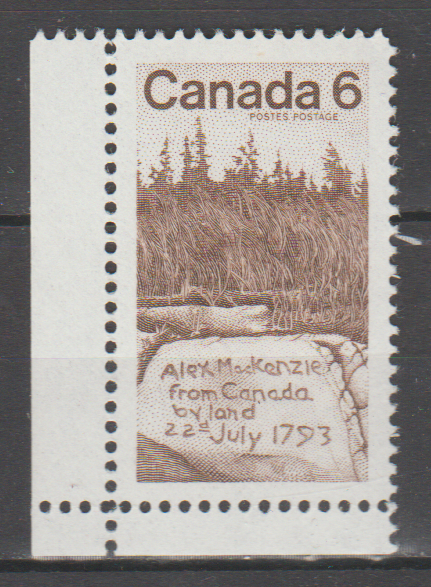 Canada 6
POSTES POSTAGE
Alex MacKenzie
from Canada
by land
22d July 1793